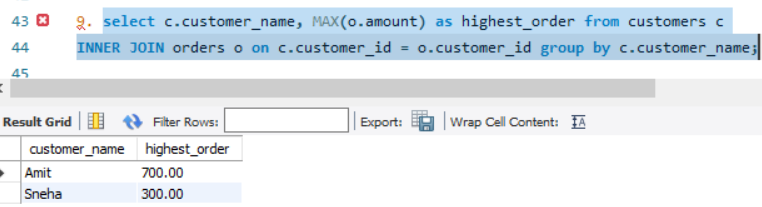 43 9. select c.customer_name, MAX(o.amount) as highest_order from customers c
44 INNER JOIN orders o on c.customer_id = o.customer_id group by c.customer_name;
45
Result Grid Filter Rows: Export: Wrap Cell Content: IA
customer_name highest_order
Amit 700.00
Sneha 300.00